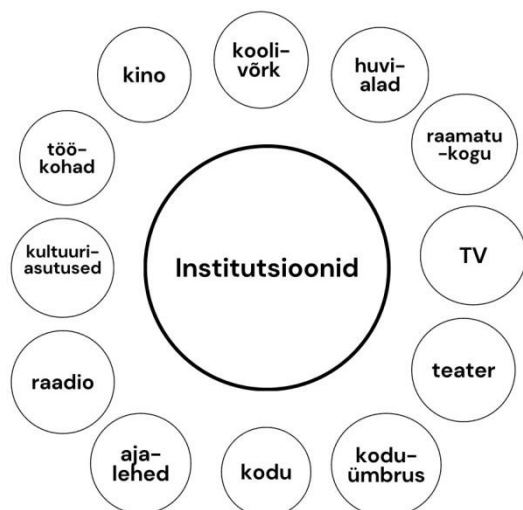 kooli-
võrk
huvi-
alad
raamatu
-kogu
TV
teater
kodu-
ümbrus
kodu
aja-
lehed
raadio
kultuuri-
asutused
töö-
kohad
kino
Institutsioonid